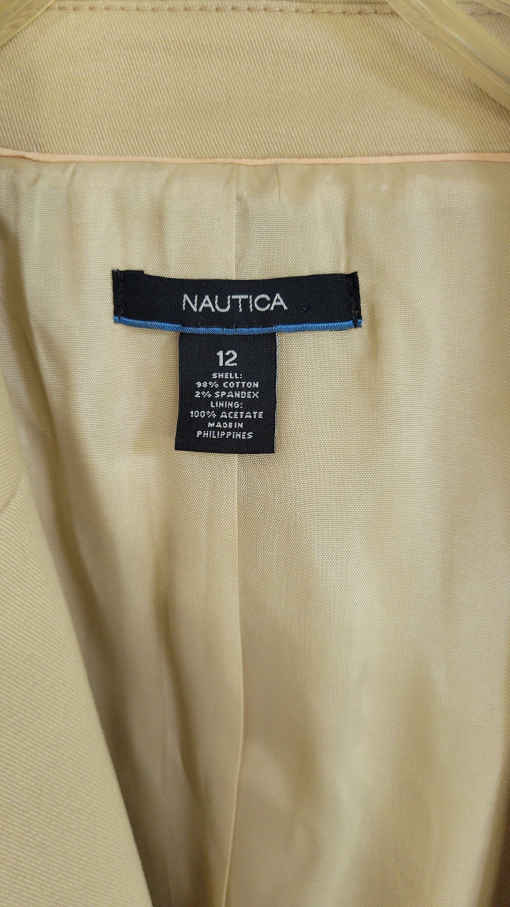 NAUTICA
12
SHELL:
98% COTTON
2% SPANDEX
LINING:
100% ACETATE
MADE IN
PHILIPPINES